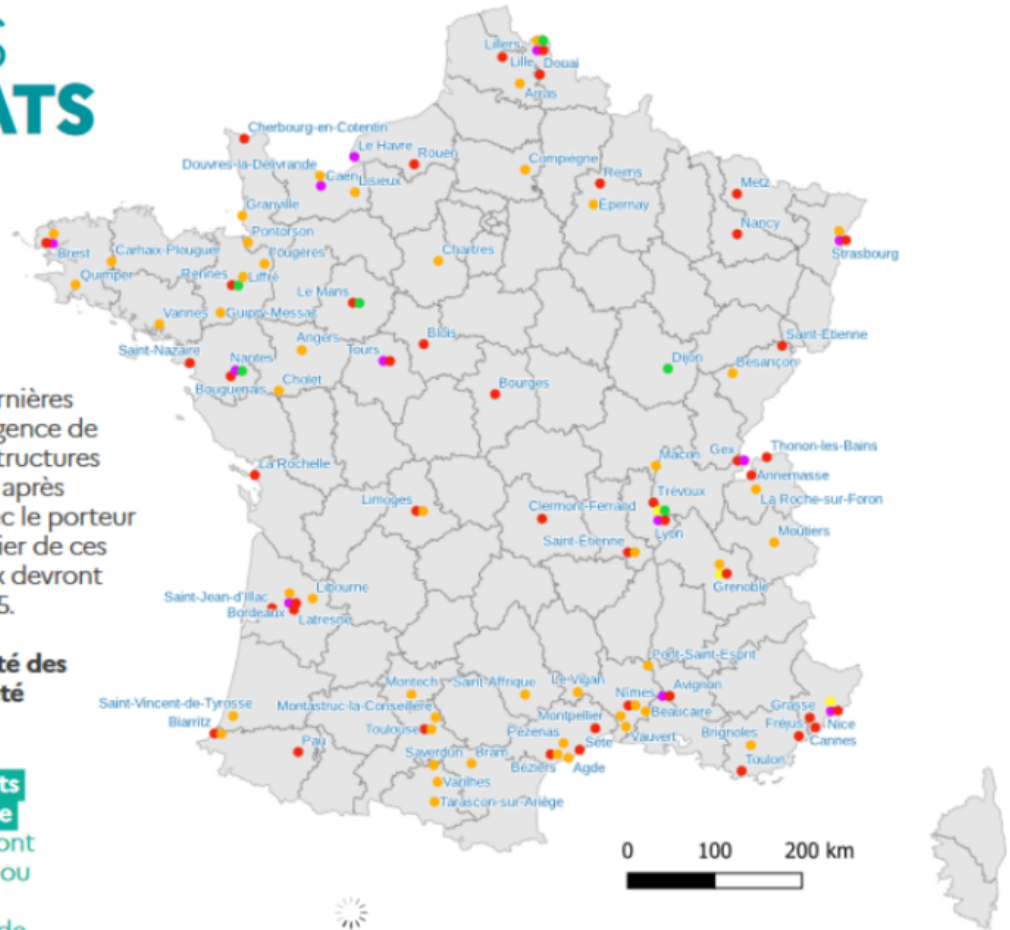 ATS
Lillers
Lille
Douai
Arras
Cherbourg-en-Cotentin
Le Havre
Rouen
Compiègne
Douvres-la-Délivrande
Caen
Lisieux
Reims
Épernay
Metz
Nancy
Strasbourg
Granville
Pontorson
Fougères
Chartres
Brest
Carhaix-Plouguer
Quimper
Rennes
Liffré
Le Mans
Vannes
Guipry-Messac
Angers
Tours
Blois
Saint-Nazaire
Nantes
Bouguenais
Cholet
Bourges
Dijon
Saint-Étienne
Besançon
La Rochelle
Limoges
Clermont-Ferrand
Mâcon
Gex
Thonon-les-Bains
Annemasse
La Roche-sur-Foron
Trévoux
Lyon
Saint-Étienne
Moûtiers
Grenoble
Saint-Jean-d'Illac
Libourne
Bordeaux
Latresne
Pont-Saint-Esprit
Montech
Saint-Affrique
Le Vigan
Nîmes
Avignon
Saint-Vincent-de-Tyrosse
Montastruc-la-Conseillère
Biarritz
Toulouse
Montpellier
Beaucaire
Vauvert
Grasse
Nice
Fréjus
Cannes
Brignoles
Toulon
Pau
Pézenas
Sète
Béziers
Agde
Saverdun
Bram
Varilhes
Tarascon-sur-Ariège
rnières
gence de
tructures
après
c le porteur
ier de ces
x devront
5.
té des
té
ts
e
ont
ou
de
0 100 200 km